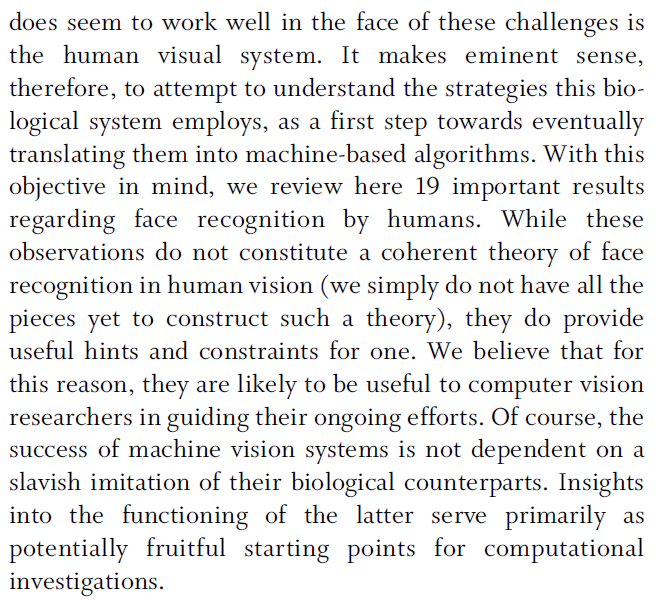 does seem to work well in the face of these challenges is
the human visual system. It makes eminent sense,
therefore, to attempt to understand the strategies this bio-
logical system employs, as a first step towards eventually
translating them into machine-based algorithms. With this
objective in mind, we review here 19 important results
regarding face recognition by humans. While these
observations do not constitute a coherent theory of face
recognition in human vision (we simply do not have all the
pieces yet to construct such a theory), they do provide
useful hints and constraints for one. We believe that for
this reason, they are likely to be useful to computer vision
researchers in guiding their ongoing efforts. Of course, the
success of machine vision systems is not dependent on a
slavish imitation of their biological counterparts. Insights
into the functioning of the latter serve primarily as
potentially fruitful starting points for computational
investigations.